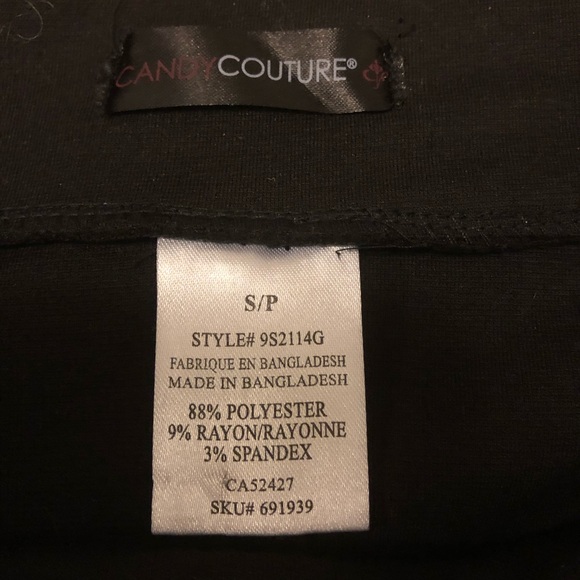 CANDYCOUTURE®
S/P
STYLE# 9S2114G
FABRIQUE EN BANGLADESH
MADE IN BANGLADESH
88% POLYESTER
9% RAYON/RAYONNE
3% SPANDEX
CA52427
SKU# 691939